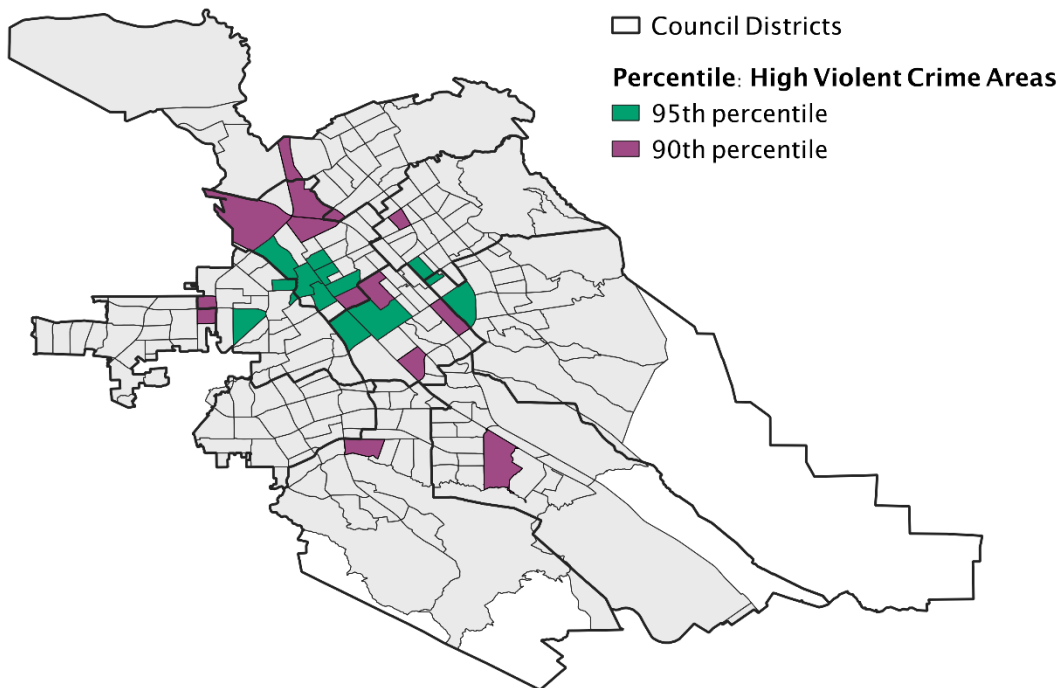 Council Districts
Percentile: High Violent Crime Areas
95th percentile
90th percentile